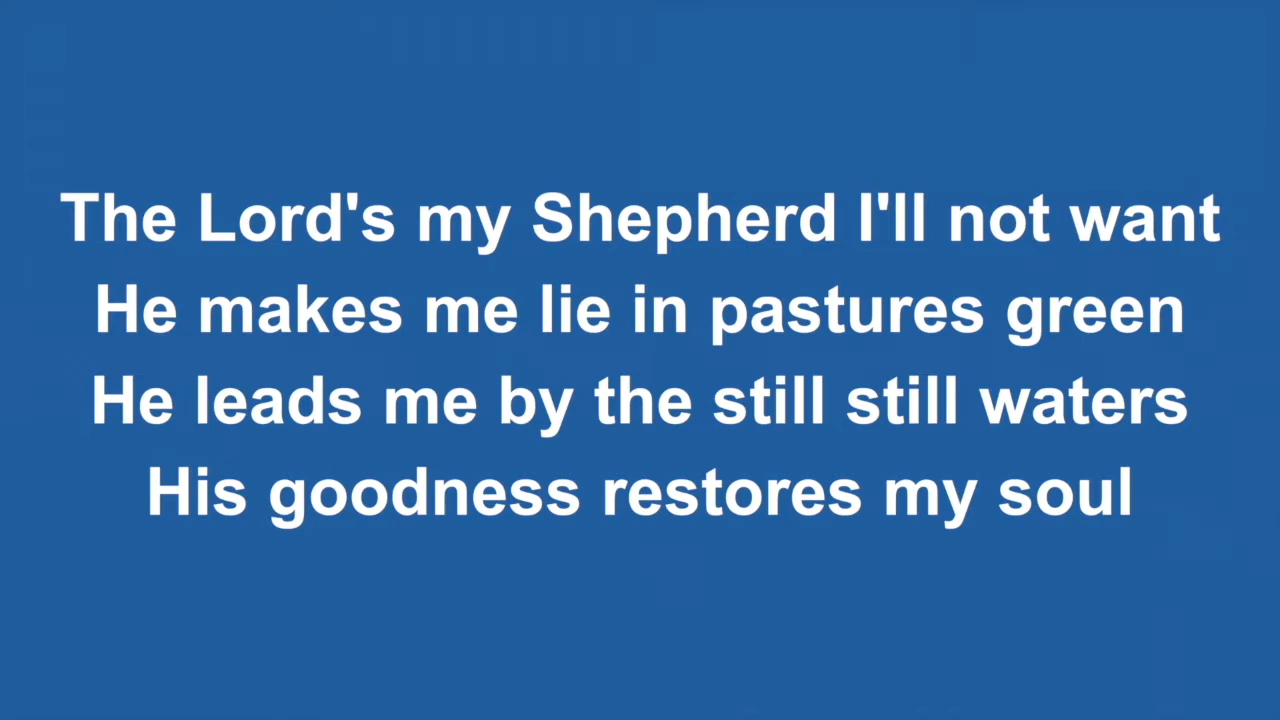 The Lord's my Shepherd I'll not want
He makes me lie in pastures green
He leads me by the still still waters
His goodness restores my soul